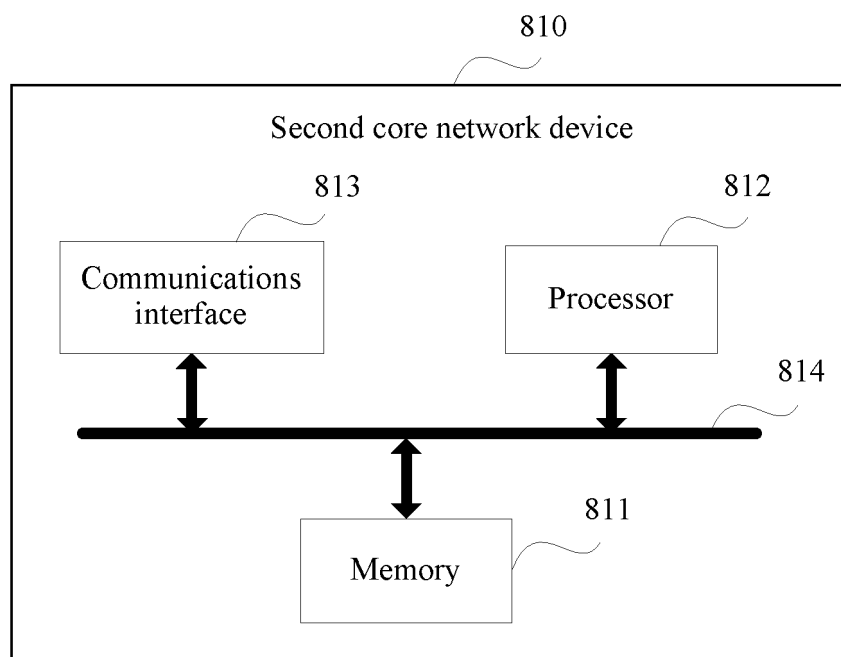 810
Second core network device
813
812
Communications
interface
Processor
814
811
Memory